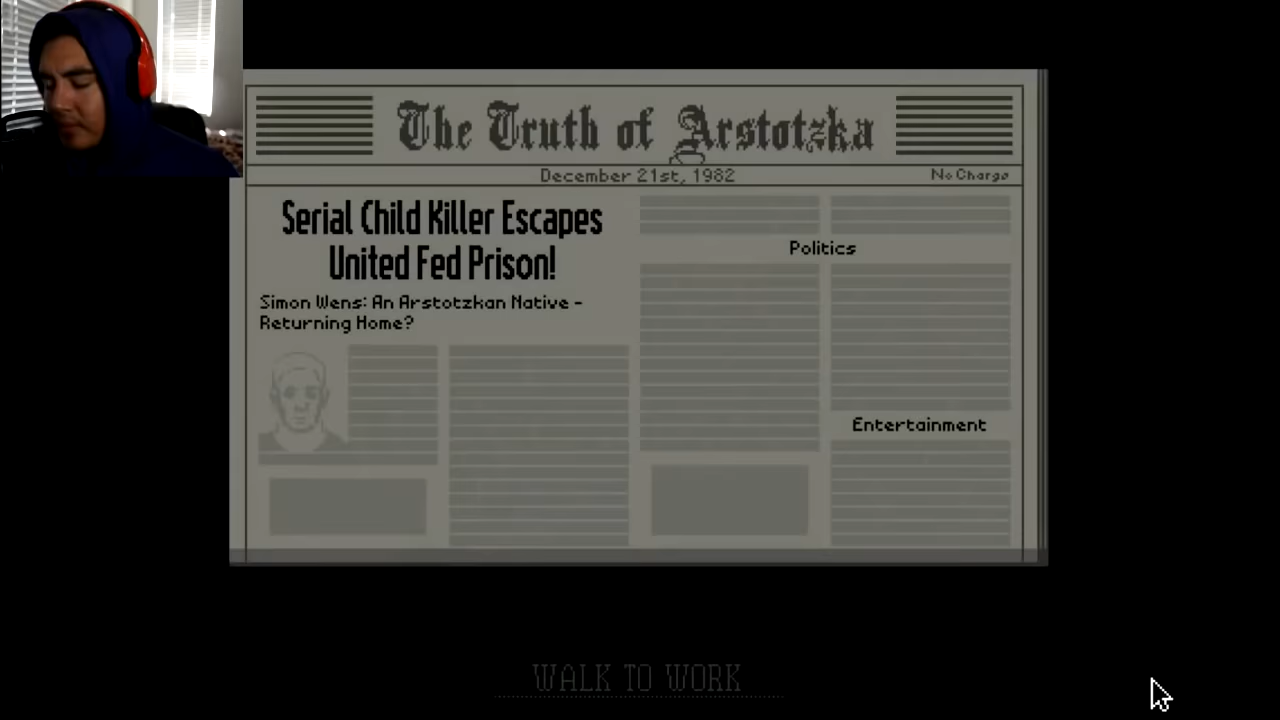 The Truth of Arstotzka
December 21st, 1982
No Charge
Serial Child Killer Escapes
United Fed Prison!
Simon Wens: An Arstotzkan Native -
Returning Home?
Politics
Entertainment
WALK TO WORK